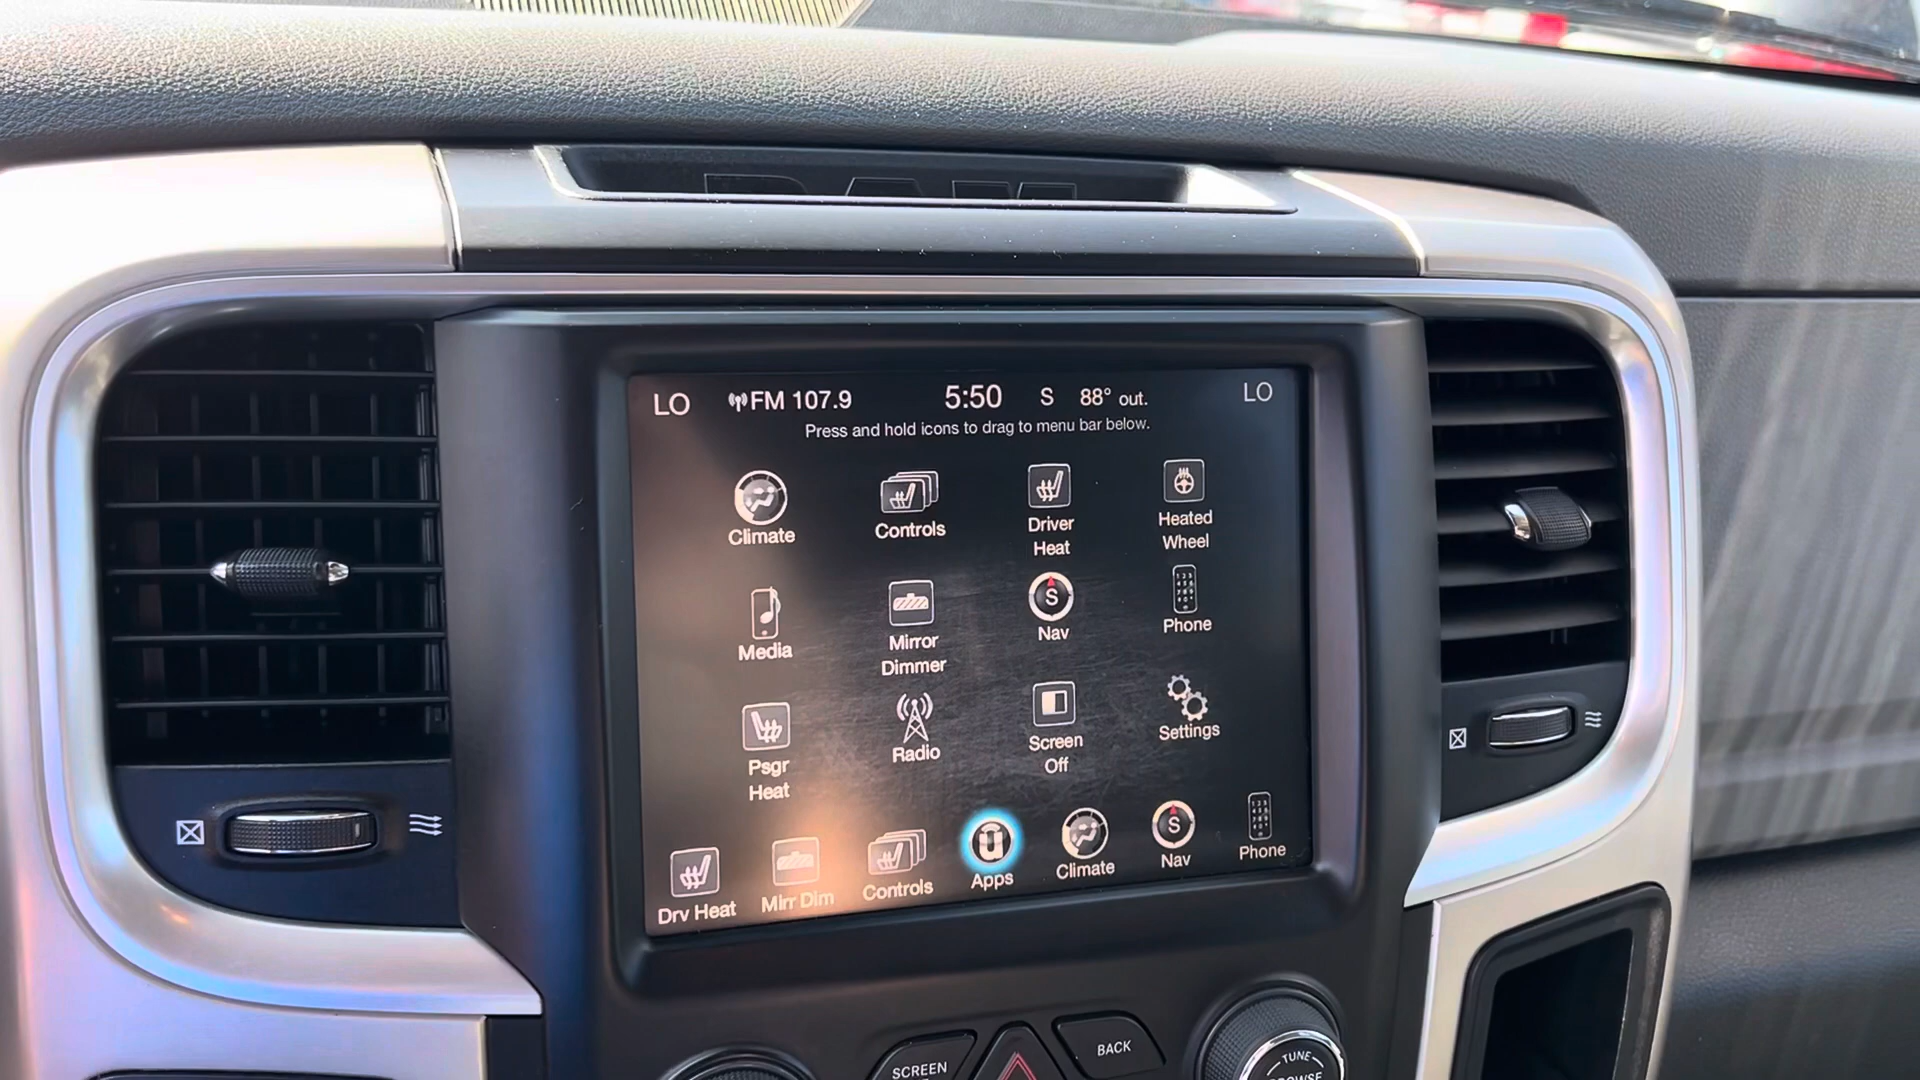 LO FM 107.9 5:50 S 88° out. LO
Press and hold icons to drag to menu bar below.
Climate
Controls
Driver
Heat
Heated
Wheel
Media
Mirror
Dimmer
S
Nav
Phone
Psgr
Heat
Radio
Screen
Off
Settings
Drv Heat
Mirr Dim
Controls
Apps
Climate
S
Nav
Phone
SCREEN
BACK
TUNE
BROWSE